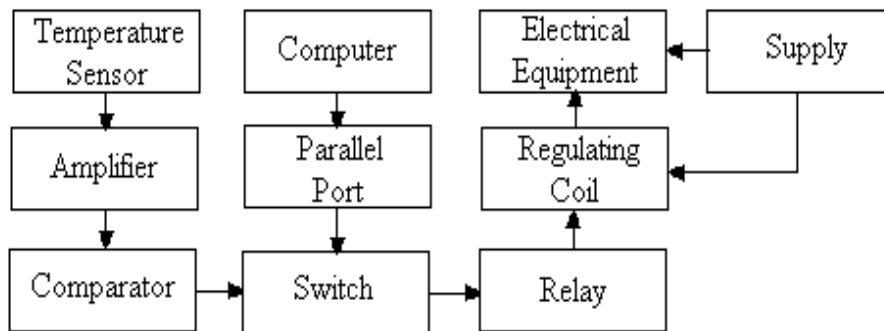 Temperature
Sensor
Computer
Electrical
Equipment
Supply
Amplifier
Parallel
Port
Regulating
Coil
Comparator
Switch
Relay